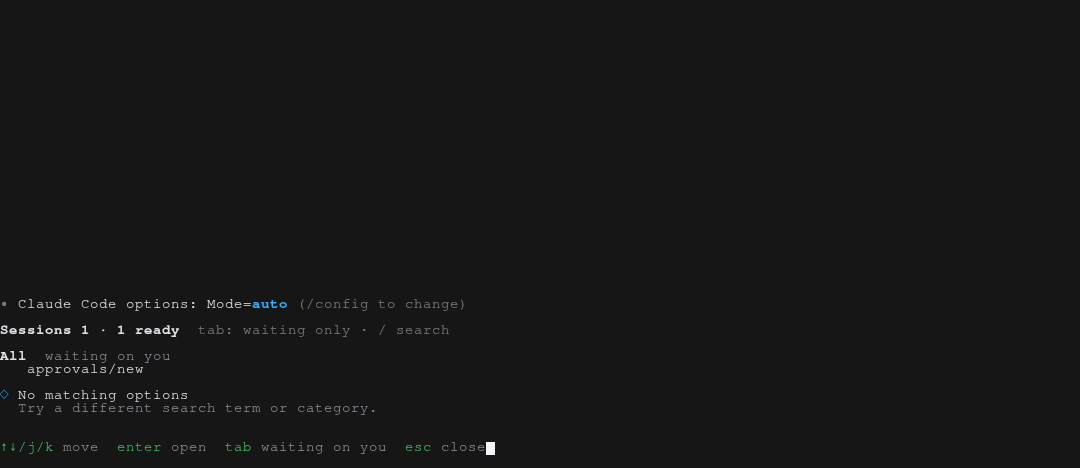 • Claude Code options: Mode=auto (/config to change)
Sessions 1 · 1 ready  tab: waiting only · / search
All  waiting on you
approvals/new
◇ No matching options
Try a different search term or category.
↑↓/j/k move  enter open  tab waiting on you  esc close